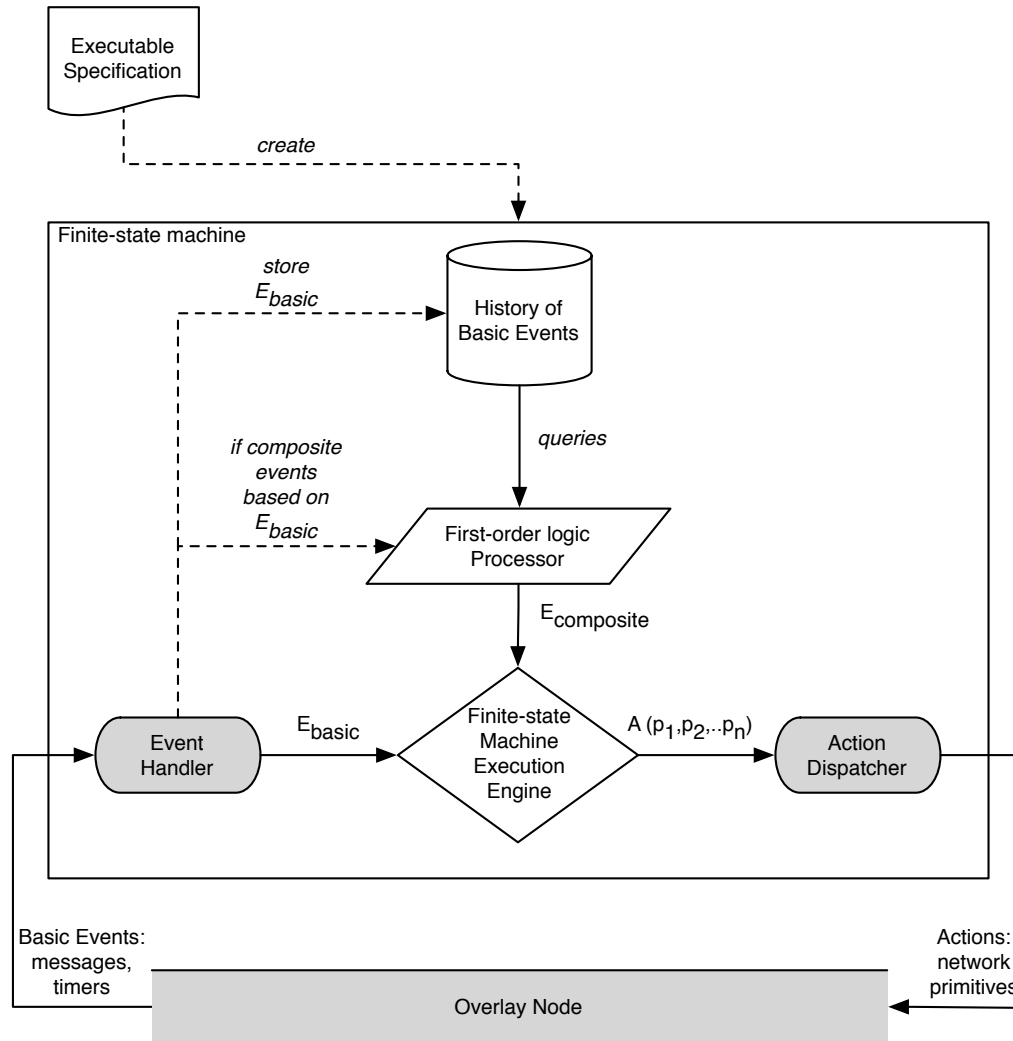 Executable
Specification
create
Finite-state machine
store
E_basic
History of
Basic Events
queries
if composite
events
based on
E_basic
First-order logic
Processor
E_composite
Event
Handler
E_basic
Finite-state
Machine
Execution
Engine
A (p_1,p_2,..p_n)
Action
Dispatcher
Basic Events:
messages,
timers
Actions:
network
primitives
Overlay Node